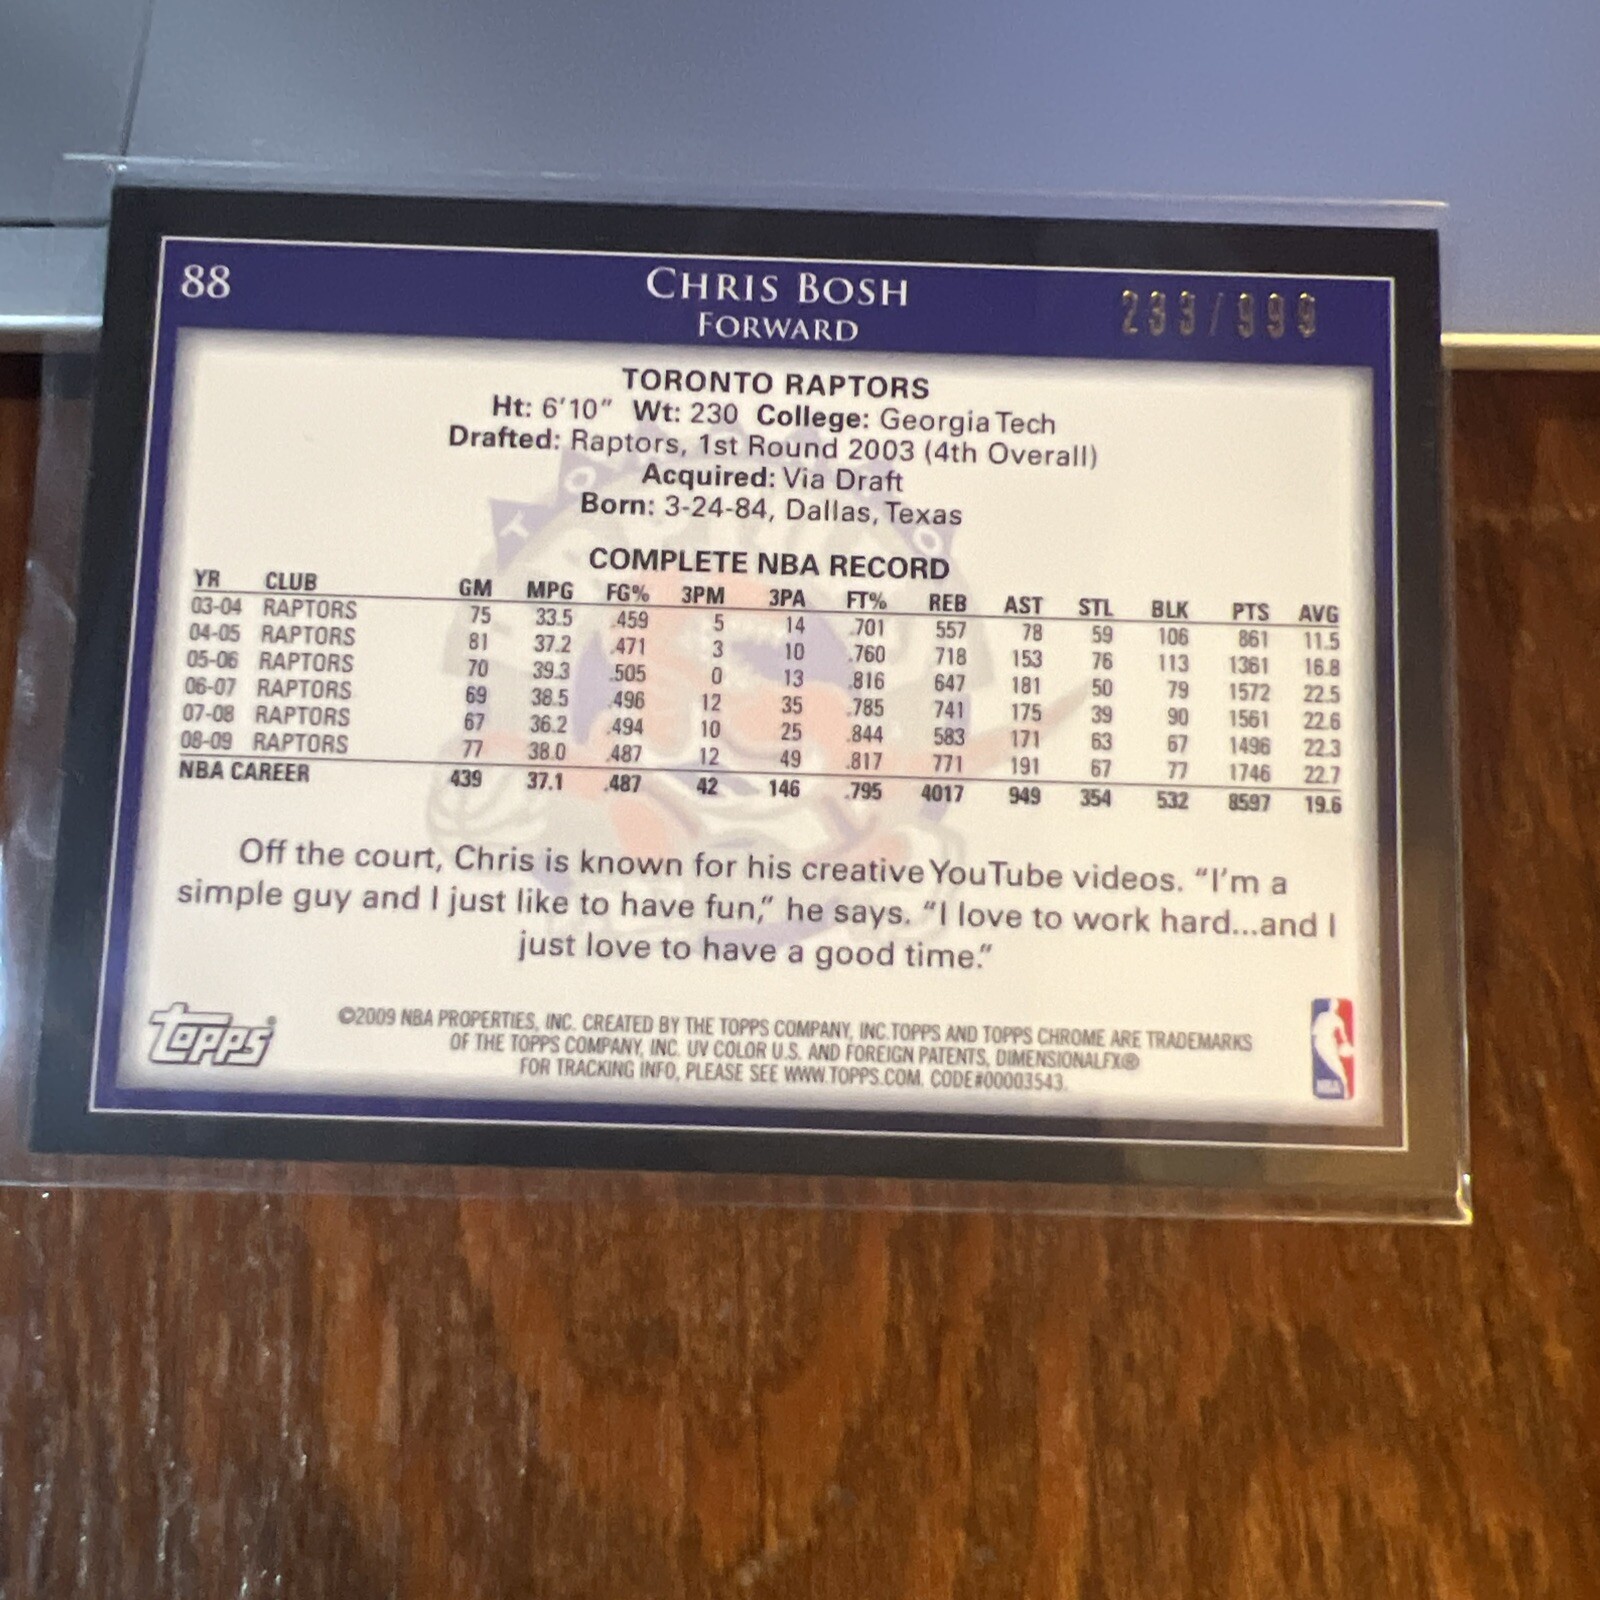 88
CHRIS BOSH
233/999
FORWARD
TORONTO RAPTORS
Ht: 6'10" Wt: 230 College: Georgia Tech
Drafted: Raptors, 1st Round 2003 (4th Overall)
Acquired: Via Draft
Born: 3-24-84, Dallas, Texas
COMPLETE NBA RECORD
YR CLUB GM MPG FG% 3PM 3PA FT% REB AST STL BLK PTS AVG
03-04 RAPTORS 75 33.5 .459 5 14 .701 557 78 59 106 861 11.5
04-05 RAPTORS 81 37.2 .471 3 10 .760 718 153 76 113 1361 16.8
05-06 RAPTORS 70 39.3 .505 0 13 .816 647 181 50 79 1572 22.5
06-07 RAPTORS 69 38.5 .496 12 35 .785 741 175 39 90 1561 22.6
07-08 RAPTORS 67 36.2 .494 10 25 .844 583 171 63 67 1496 22.3
08-09 RAPTORS 77 38.0 .487 12 49 .817 771 191 67 77 1746 22.7
NBA CAREER 439 37.1 .487 42 146 .795 4017 949 354 532 8597 19.6
Off the court, Chris is known for his creative YouTube videos. “I'm a
simple guy and I just like to have fun,” he says. “I love to work hard...and I
just love to have a good time.”
Topps®
©2009 NBA PROPERTIES, INC. CREATED BY THE TOPPS COMPANY, INC. TOPPS AND TOPPS CHROME ARE TRADEMARKS
OF THE TOPPS COMPANY, INC. UV COLOR U.S. AND FOREIGN PATENTS, DIMENSIONALFX®
FOR TRACKING INFO, PLEASE SEE WWW.TOPPS.COM. CODE#00003543.
NBA